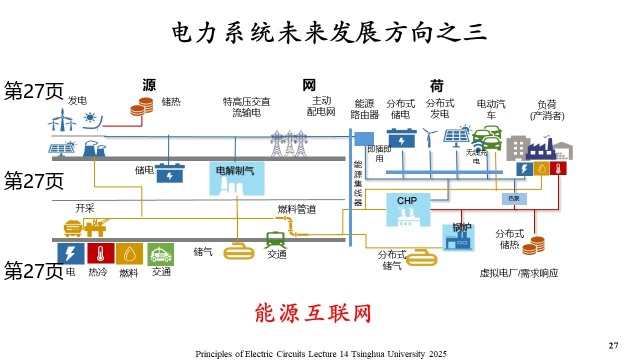 电力系统未来发展方向之三
源 网 荷
第27页
发电
储热
特高压交直
流输电
主动
配电网
能源
路由器
分布式
储电
分布式
发电
电动汽
车
负荷
(产消者)
即插即
用
无线充
电
第27页
储电
电解制气
能源集线器
CHP
热泵
开采
燃料管道
锅炉
分布式
储热
第27页
电
热冷
燃料
交通
储气
交通
分布式
储气
虚拟电厂/需求响应
能源互联网
27
Principles of Electric Circuits Lecture 14 Tsinghua University 2025